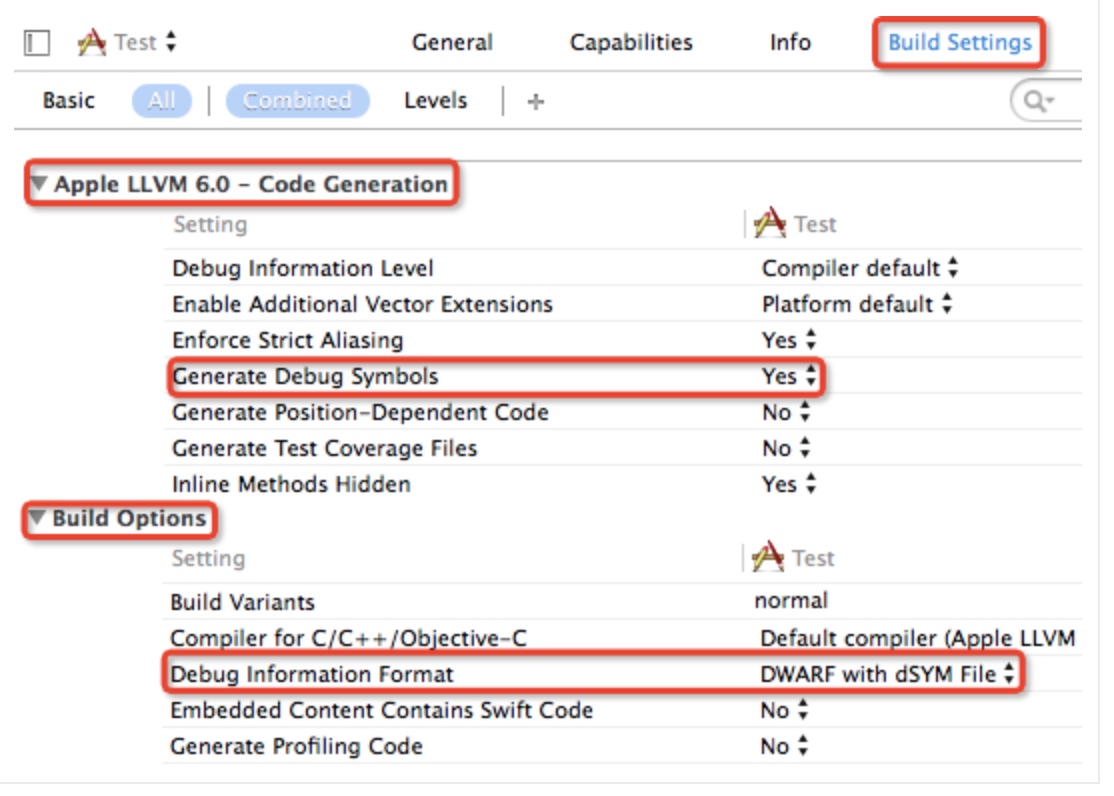 Test General Capabilities Info Build Settings
Basic All Combined Levels +
Apple LLVM 6.0 - Code Generation
Setting Test
Debug Information Level Compiler default
Enable Additional Vector Extensions Platform default
Enforce Strict Aliasing Yes
Generate Debug Symbols Yes
Generate Position-Dependent Code No
Generate Test Coverage Files No
Inline Methods Hidden Yes
Build Options
Setting Test
Build Variants normal
Compiler for C/C++/Objective-C Default compiler (Apple LLVM
Debug Information Format DWARF with dSYM File
Embedded Content Contains Swift Code No
Generate Profiling Code No